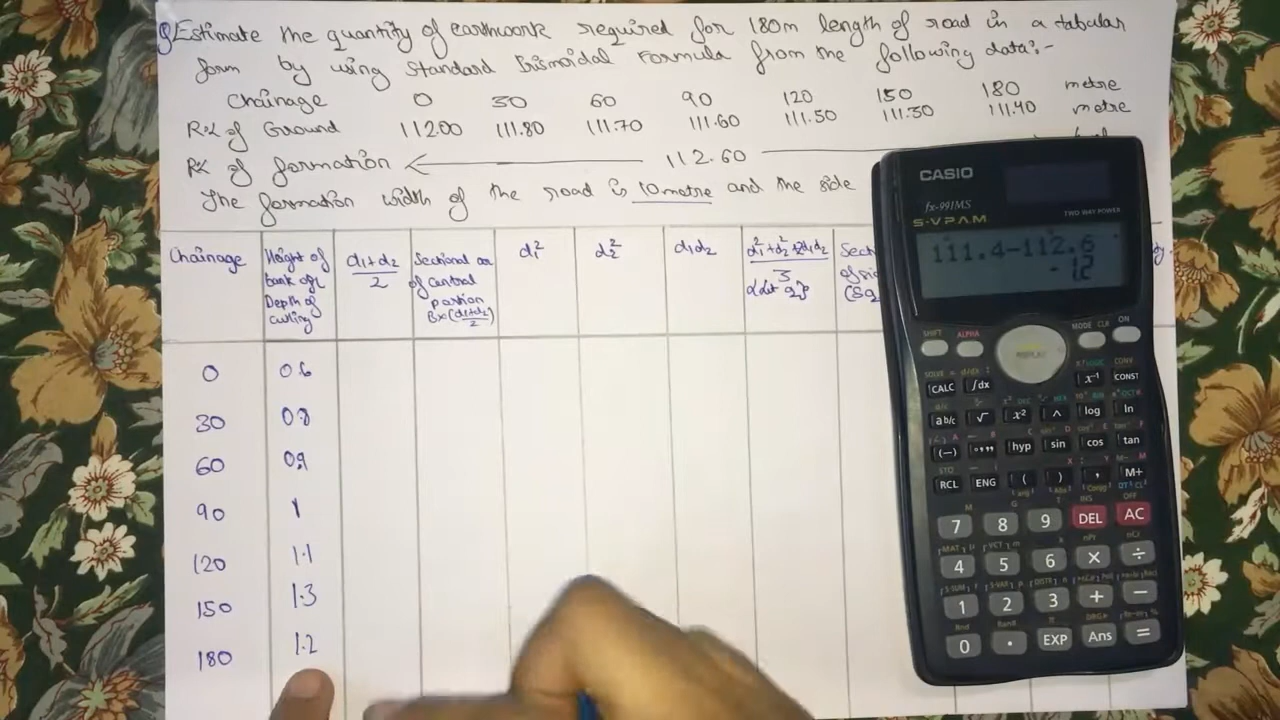 Q) Estimate the quantity of earthwork required for 180m length of road in a tabular
form by using Standard Prismoidal Formula from the following data:-
Chainage 0 30 60 90 120 150 180 metre
R.L of Ground 112.00 111.80 111.70 111.60 111.50 111.30 111.40 metre
R.L of formation ← 112.60
The formation width of the road is 10 metre and the side
Chainage
Height of bank or Depth of cutting
d1+d2 / 2
Sectional area of Central portion B×(d1+d2 / 2)
d1²
d2²
d1d2
d1²+d2²+d1d2 / 3
0 0.6
30 0.8
60 0.9
90 1
120 1.1
150 1.3
180 1.2
CASIO
fx-991MS
S-V.P.A.M.
TWO WAY POWER
111.4-112.6
-1.2
SHIFT ALPHA REPLAY MODE CLR ON
CALC ∫dx x⁻¹ CONST
ab/c √ x² ^ log ln
(−) °,,, hyp sin cos tan
RCL ENG ( ) , M+
7 8 9 DEL AC
4 5 6 × ÷
1 2 3 + −
0 . EXP Ans =